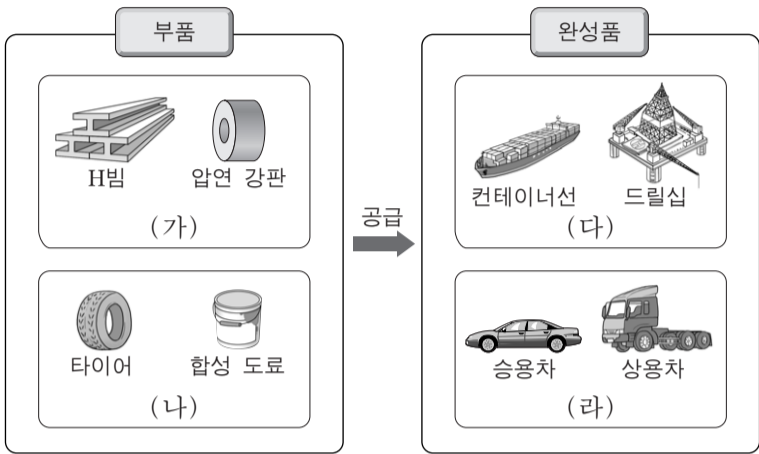 부품
H빔 압연 강판
(가)
타이어 합성 도료
(나)
공급
완성품
컨테이너선 드릴십
(다)
승용차 상용차
(라)